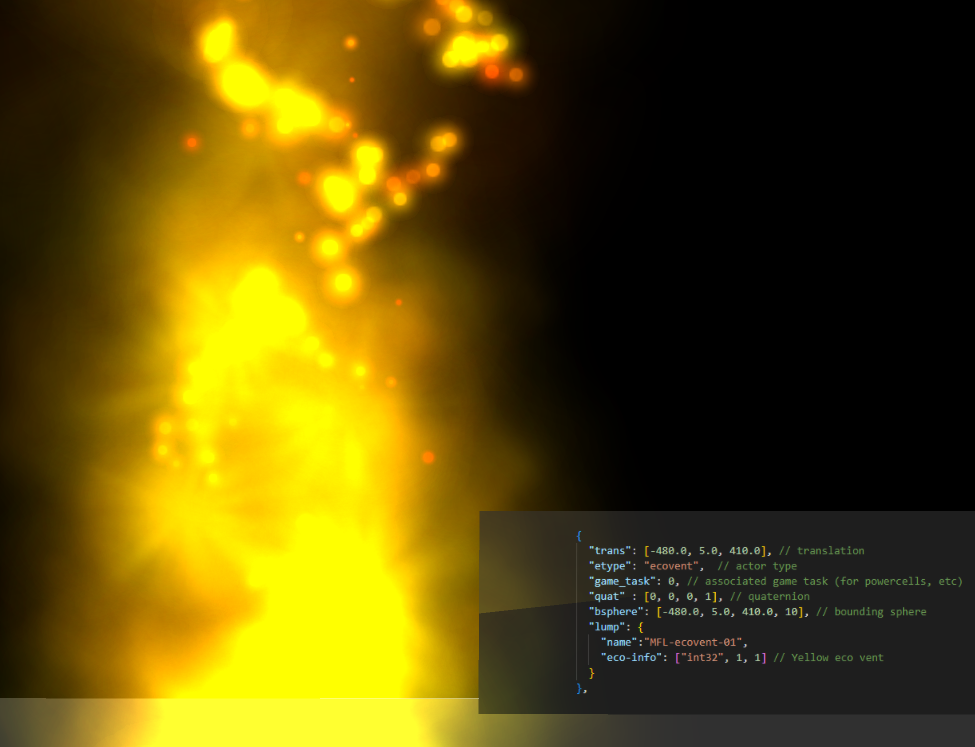 {
"trans": [-480.0, 5.0, 410.0], // translation
"etype": "ecovent",  // actor type
"game_task": 0, // associated game task (for powercells, etc)
"quat" : [0, 0, 0, 1], // quaternion
"bsphere": [-480.0, 5.0, 410.0, 10], // bounding sphere
"lump": {
"name":"MFL-ecovent-01",
"eco-info": ["int32", 1, 1] // Yellow eco vent
}
},